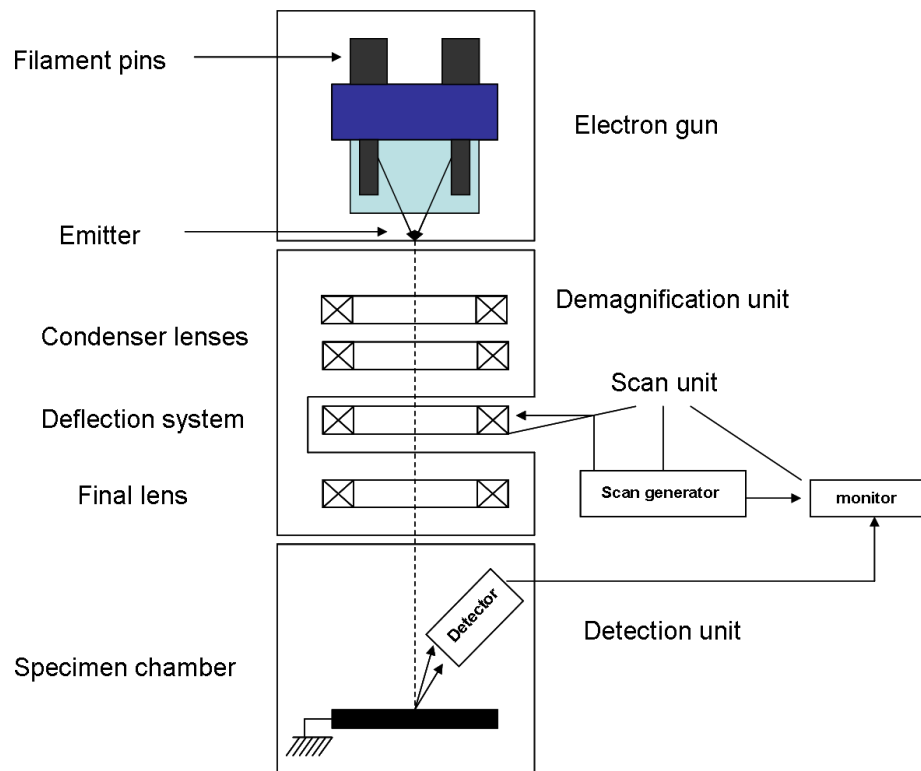 Filament pins
Electron gun
Emitter
Demagnification unit
Condenser lenses
Scan unit
Deflection system
Final lens
Scan generator
monitor
Detector
Detection unit
Specimen chamber